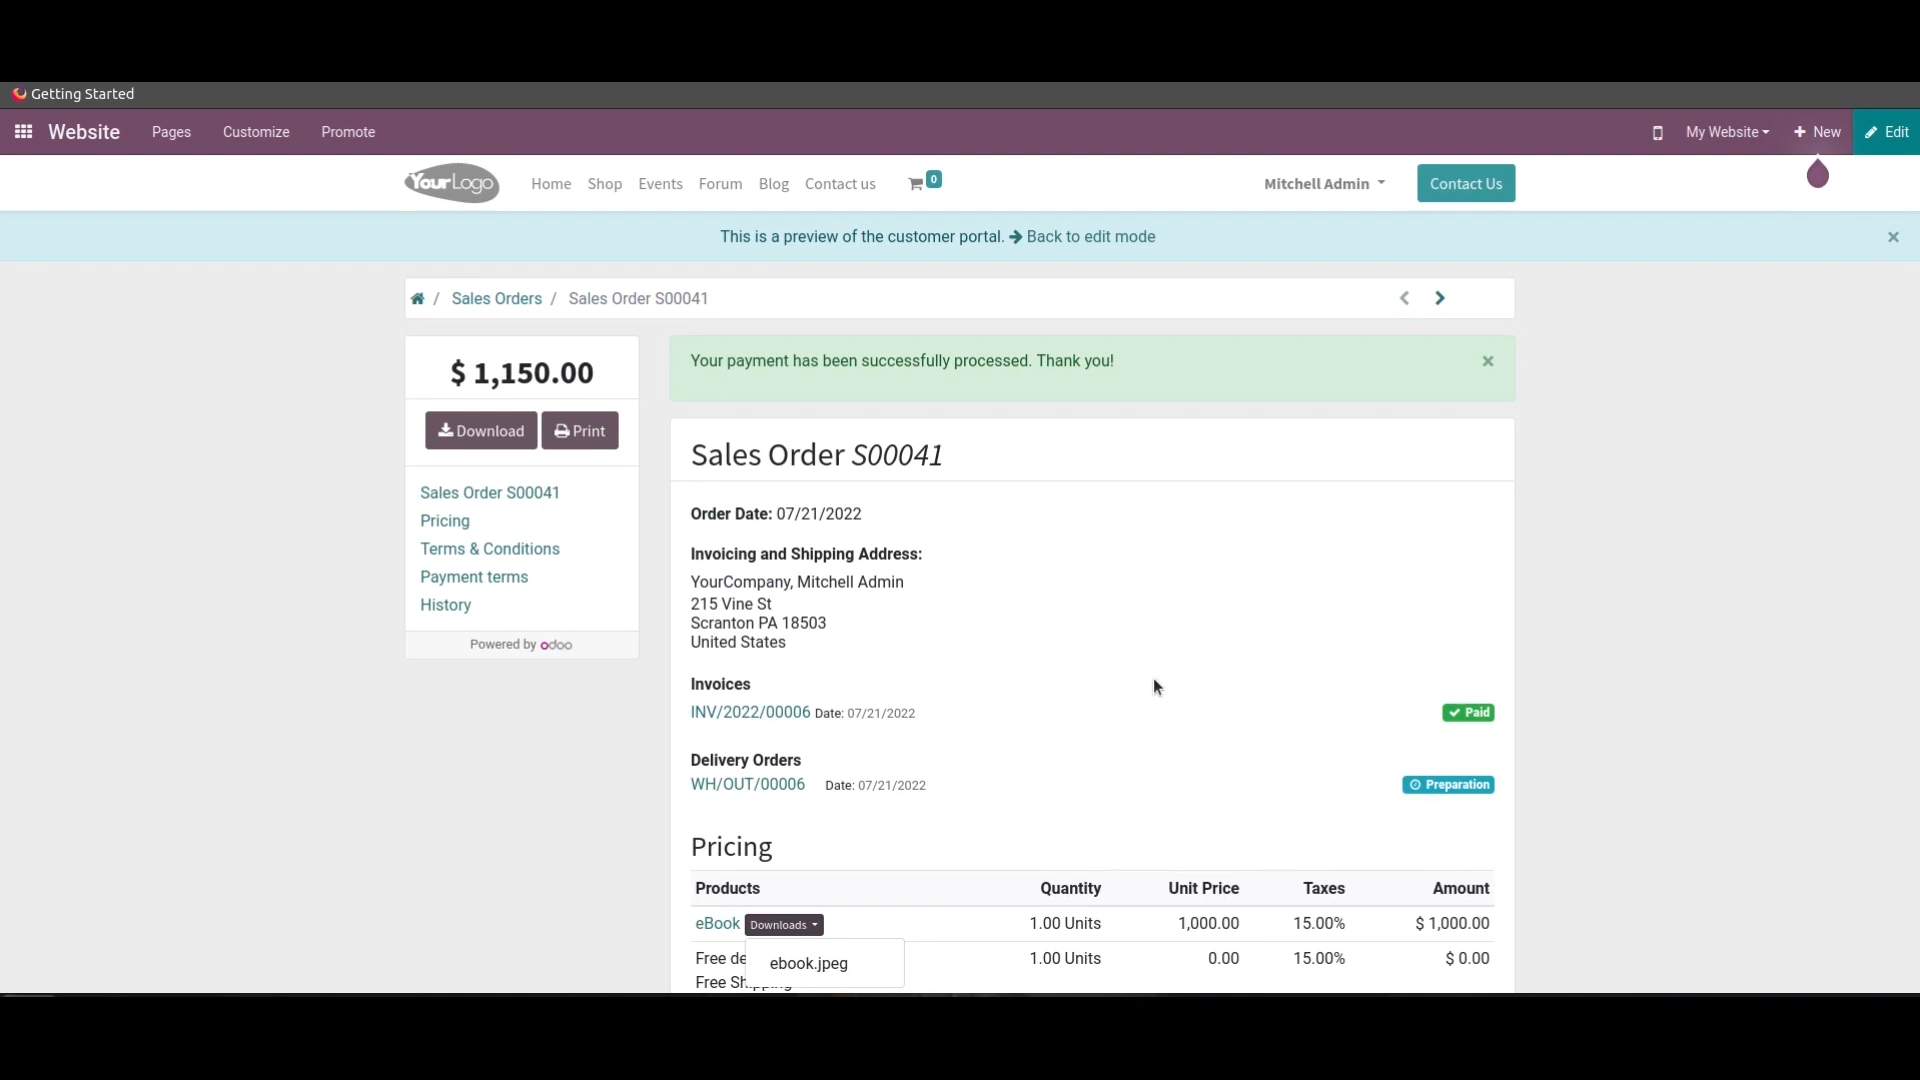 Getting Started
Website Pages Customize Promote My Website New Edit
YourLogo Home Shop Events Forum Blog Contact us 0 Mitchell Admin Contact Us
This is a preview of the customer portal. Back to edit mode ×
/ Sales Orders / Sales Order S00041
$ 1,150.00
Download Print
Sales Order S00041
Pricing
Terms & Conditions
Payment terms
History
Powered by odoo
Your payment has been successfully processed. Thank you! ×
Sales Order S00041
Order Date: 07/21/2022
Invoicing and Shipping Address:
YourCompany, Mitchell Admin
215 Vine St
Scranton PA 18503
United States
Invoices
INV/2022/00006 Date: 07/21/2022 Paid
Delivery Orders
WH/OUT/00006 Date: 07/21/2022 Preparation
Pricing
Products Quantity Unit Price Taxes Amount
eBook Downloads 1.00 Units 1,000.00 15.00% $ 1,000.00
Free de 1.00 Units 0.00 15.00% $ 0.00
ebook.jpeg
Free Shipping